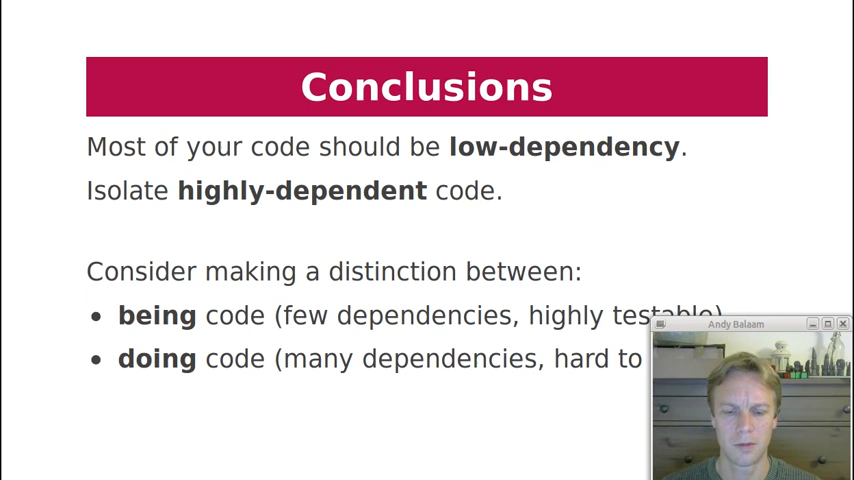 Conclusions
Most of your code should be low-dependency.
Isolate highly-dependent code.
Consider making a distinction between:
• being code (few dependencies, highly testable)
• doing code (many dependencies, hard to
Andy Balaam